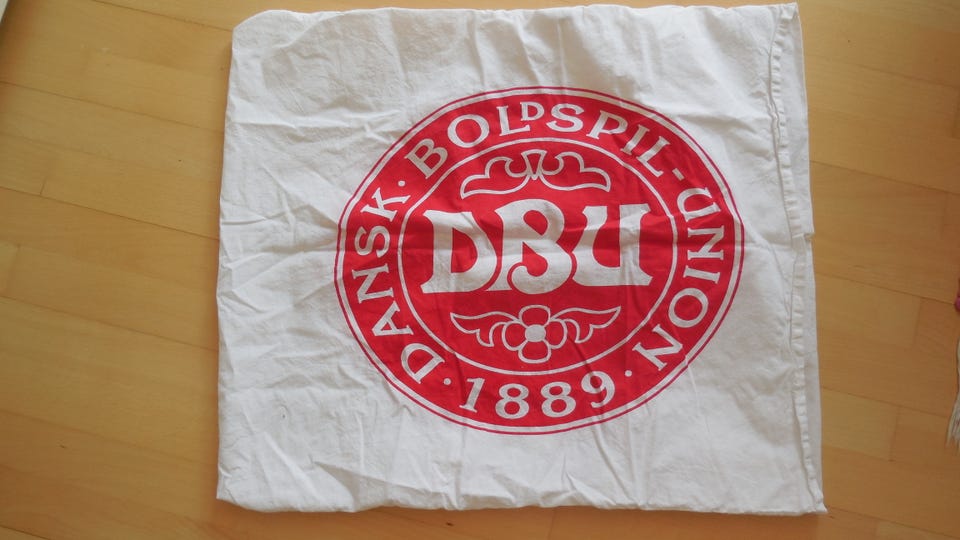 DANSK · BOLDSPIL-UNION
· 1889 ·
DBU